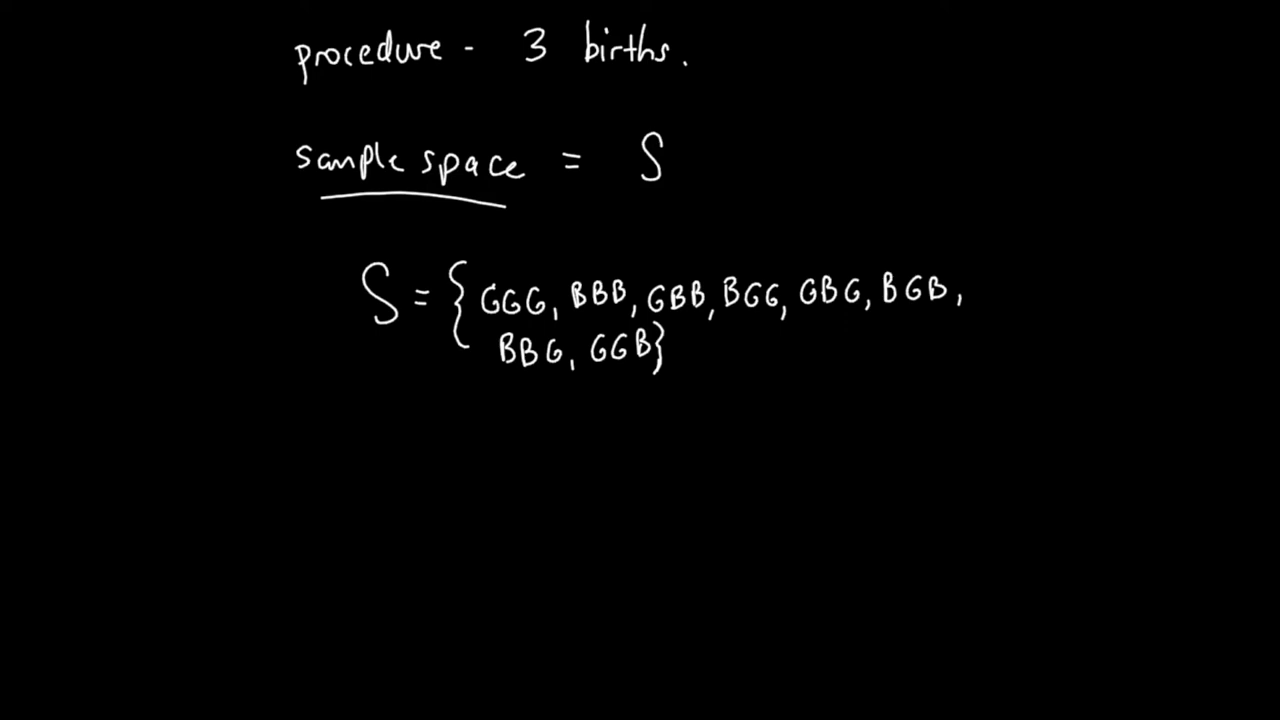 procedure - 3 births.
sample space = S
S = { GGG, BBB, GBB, BGG, GBG, BGB,
BBG, GGB}